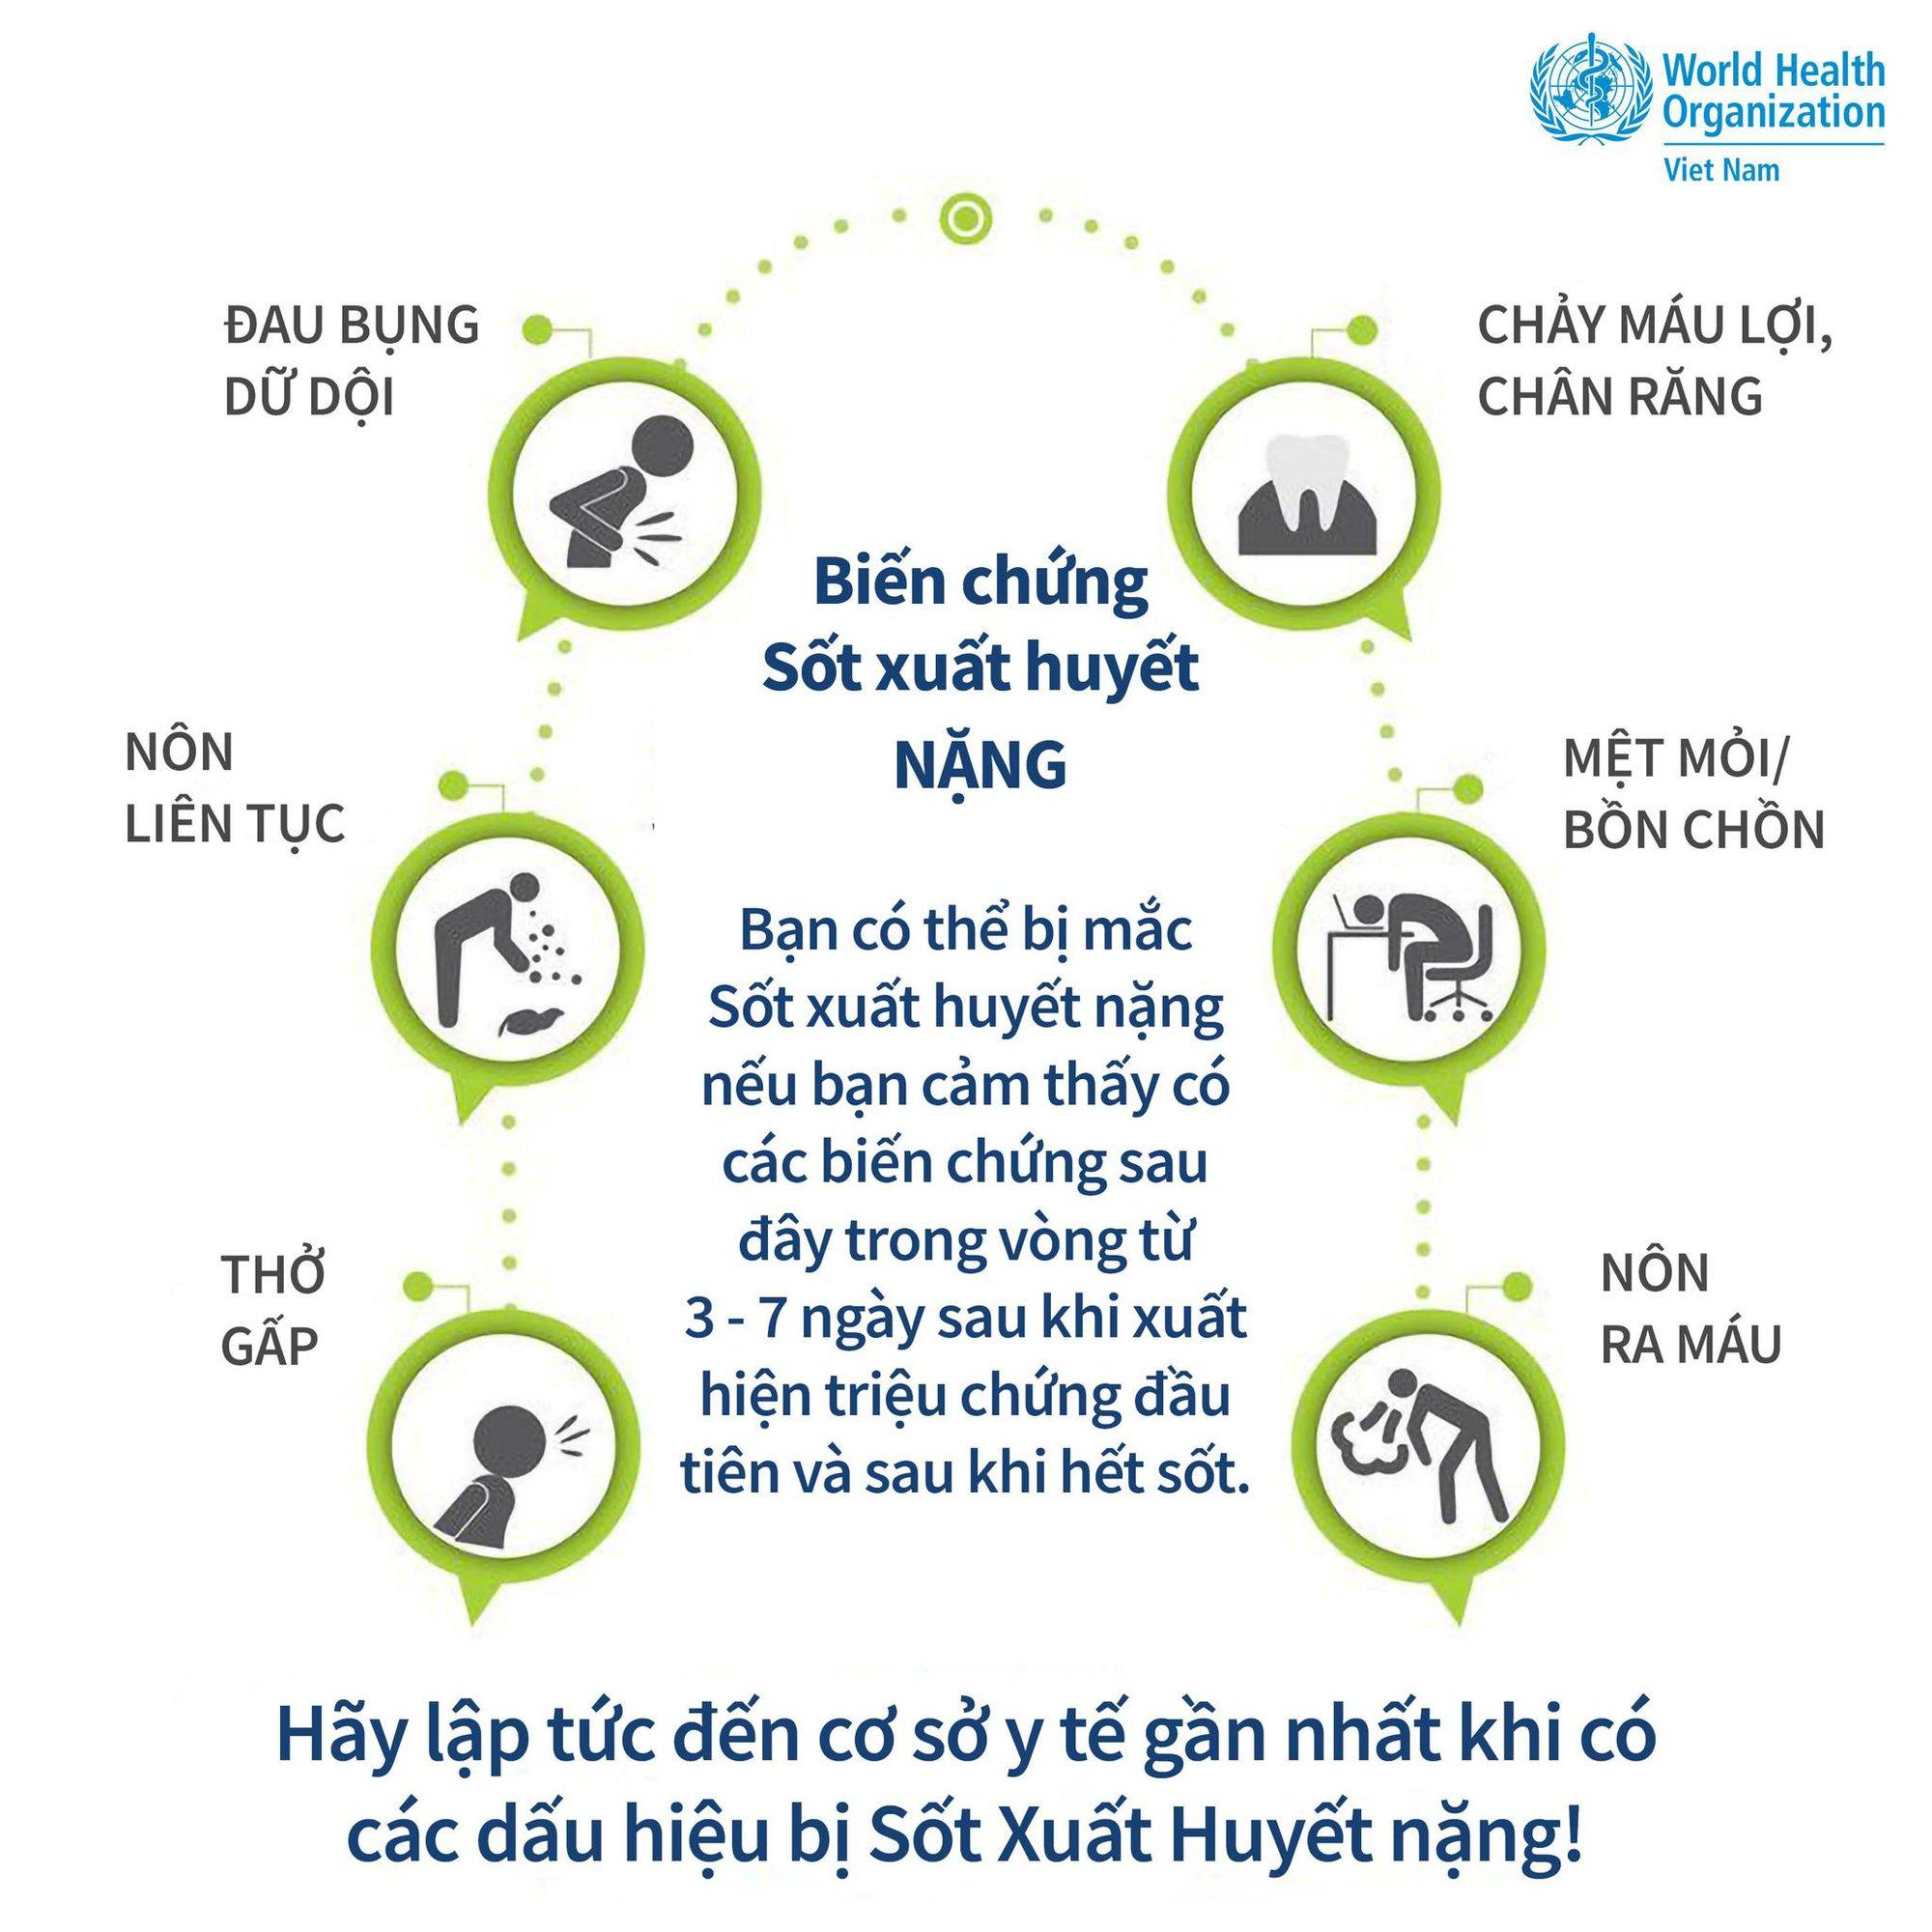 World Health
Organization
Viet Nam
ĐAU BỤNG
DỮ DỘI
CHẢY MÁU LỢI,
CHÂN RĂNG
Biến chứng
Sốt xuất huyết
NẶNG
NÔN
LIÊN TỤC
MỆT MỎI/
BỒN CHỒN
Bạn có thể bị mắc
Sốt xuất huyết nặng
nếu bạn cảm thấy có
các biến chứng sau
đây trong vòng từ
3 - 7 ngày sau khi xuất
hiện triệu chứng đầu
tiên và sau khi hết sốt.
THỞ
GẤP
NÔN
RA MÁU
Hãy lập tức đến cơ sở y tế gần nhất khi có
các dấu hiệu bị Sốt Xuất Huyết nặng!